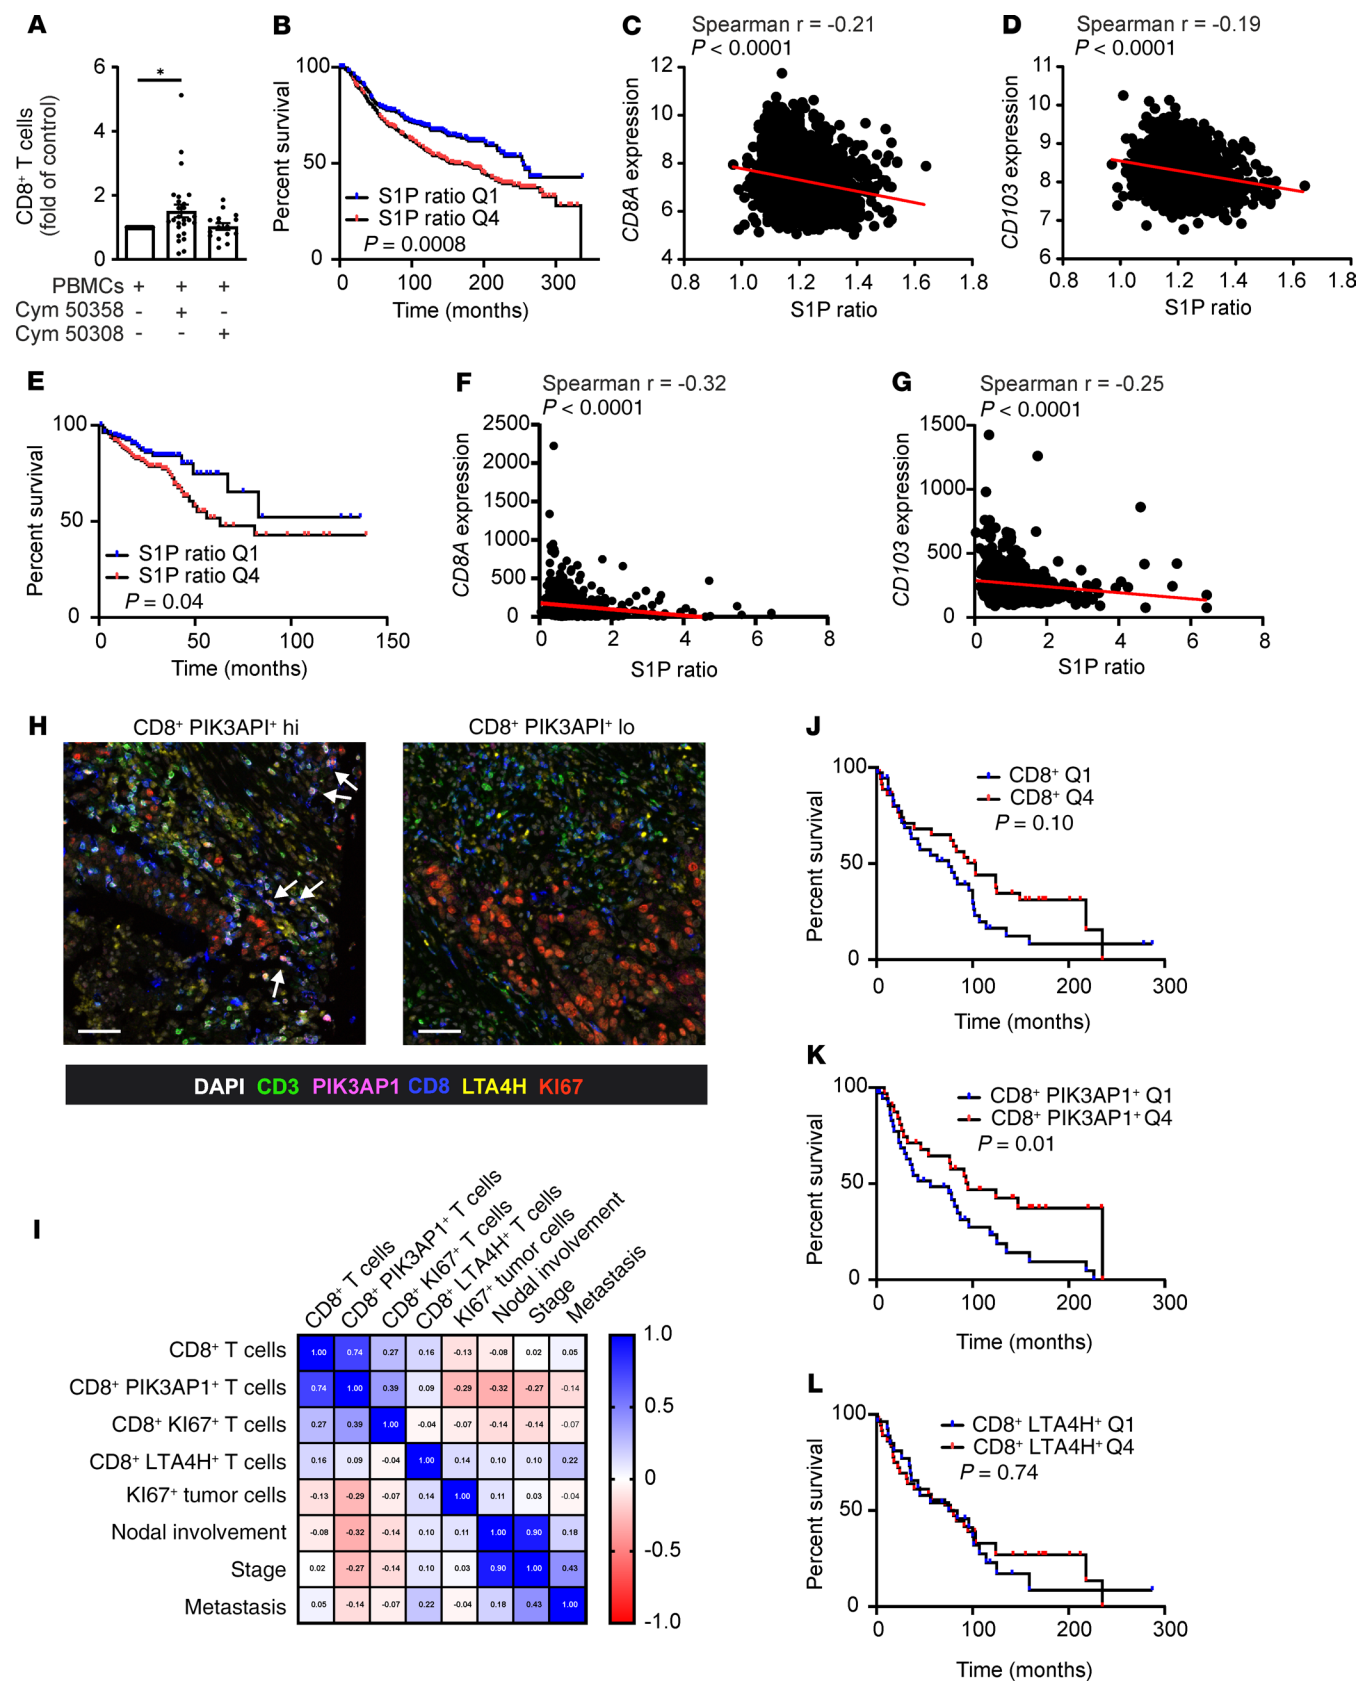 A
CD8⁺ T cells
(fold of control)
6
4
2
0
*
PBMCs + + +
Cym 50358 - + -
Cym 50308 - - +
B
Percent survival
100
50
0
S1P ratio Q1
S1P ratio Q4
P = 0.0008
0 100 200 300
Time (months)
C
Spearman r = -0.21
P < 0.0001
CD8A expression
12
10
8
6
4
0.8 1.0 1.2 1.4 1.6 1.8
S1P ratio
D
Spearman r = -0.19
P < 0.0001
CD103 expression
11
10
9
8
7
6
0.8 1.0 1.2 1.4 1.6 1.8
S1P ratio
E
Percent survival
100
50
0
S1P ratio Q1
S1P ratio Q4
P = 0.04
0 50 100 150
Time (months)
F
Spearman r = -0.32
P < 0.0001
CD8A expression
2500
2000
1500
1000
500
0
0 2 4 6 8
S1P ratio
G
Spearman r = -0.25
P < 0.0001
CD103 expression
1500
1000
500
0
0 2 4 6 8
S1P ratio
H
CD8⁺ PIK3API⁺ hi
CD8⁺ PIK3API⁺ lo
DAPI CD3 PIK3AP1 CD8 LTA4H KI67
I
CD8⁺ T cells
CD8⁺ PIK3AP1⁺ T cells
CD8⁺ KI67⁺ T cells
CD8⁺ LTA4H⁺ T cells
KI67⁺ tumor cells
Nodal involvement
Stage
Metastasis
CD8⁺ T cells 1.00 0.74 0.27 0.16 -0.13 -0.08 0.02 0.05
CD8⁺ PIK3AP1⁺ T cells 0.74 1.00 0.39 0.09 -0.29 -0.32 -0.27 -0.14
CD8⁺ KI67⁺ T cells 0.27 0.39 1.00 -0.04 -0.07 -0.14 -0.14 -0.07
CD8⁺ LTA4H⁺ T cells 0.16 0.09 -0.04 1.00 0.14 0.10 0.10 0.22
KI67⁺ tumor cells -0.13 -0.29 -0.07 0.14 1.00 0.11 0.03 -0.04
Nodal involvement -0.08 -0.32 -0.14 0.10 0.11 1.00 0.90 0.18
Stage 0.02 -0.27 -0.14 0.10 0.03 0.90 1.00 0.43
Metastasis 0.05 -0.14 -0.07 0.22 -0.04 0.18 0.43 1.00
1.0
0.5
0
-0.5
-1.0
J
Percent survival
100
50
0
CD8⁺ Q1
CD8⁺ Q4
P = 0.10
0 100 200 300
Time (months)
K
Percent survival
100
50
0
CD8⁺ PIK3AP1⁺ Q1
CD8⁺ PIK3AP1⁺ Q4
P = 0.01
0 100 200 300
Time (months)
L
Percent survival
100
50
0
CD8⁺ LTA4H⁺ Q1
CD8⁺ LTA4H⁺ Q4
P = 0.74
0 100 200 300
Time (months)